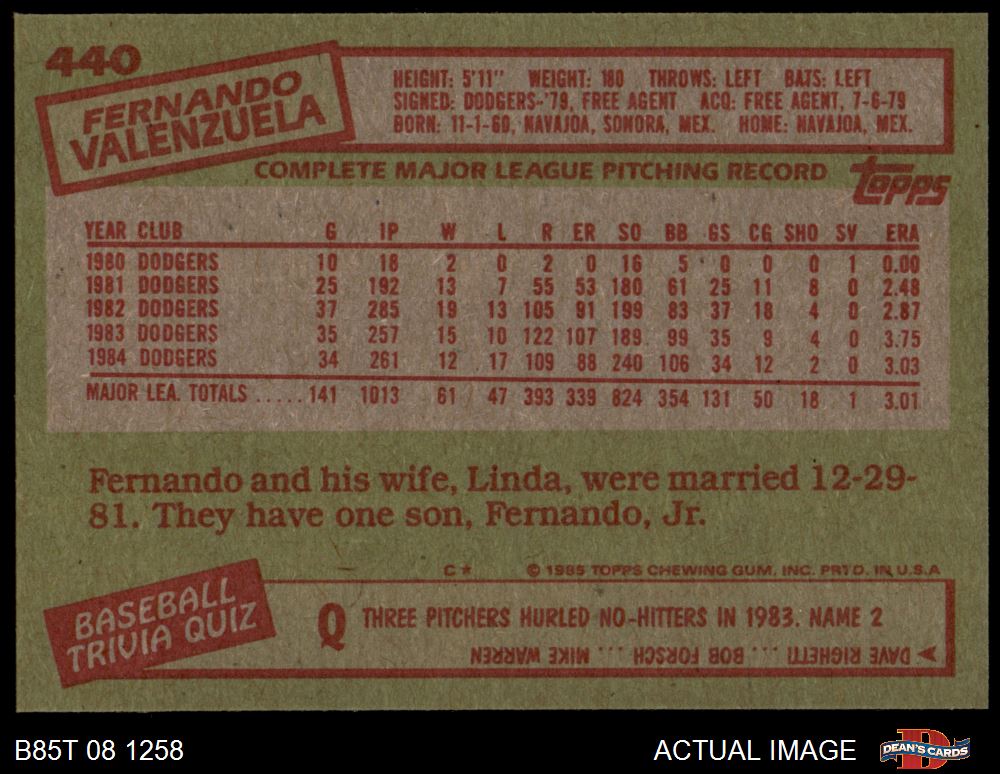 440
FERNANDO
VALENZUELA
HEIGHT: 5'11" WEIGHT: 180 THROWS: LEFT BATS: LEFT
SIGNED: DODGERS-'79, FREE AGENT ACQ: FREE AGENT, 7-6-79
BORN: 11-1-60, NAVAJOA, SONORA, MEX. HOME: NAVAJOA, MEX.
COMPLETE MAJOR LEAGUE PITCHING RECORD
Topps
YEAR CLUB G IP W L R ER SO BB GS CG SHO SV ERA
1980 DODGERS 10 18 2 0 2 0 16 5 0 0 0 1 0.00
1981 DODGERS 25 192 13 7 55 53 180 61 25 11 8 0 2.48
1982 DODGERS 37 285 19 13 105 91 199 83 37 18 4 0 2.87
1983 DODGERS 35 257 15 10 122 107 189 99 35 9 4 0 3.75
1984 DODGERS 34 261 12 17 109 88 240 106 34 12 2 0 3.03
MAJOR LEA. TOTALS ..... 141 1013 61 47 393 339 824 354 131 50 18 1 3.01
Fernando and his wife, Linda, were married 12-29-
81. They have one son, Fernando, Jr.
C* © 1985 TOPPS CHEWING GUM, INC. PRTD. IN U.S.A
BASEBALL
TRIVIA QUIZ
Q THREE PITCHERS HURLED NO-HITTERS IN 1983. NAME 2
DAVE RIGHETTI ... BOB FORSCH ... MIKE WARREN
B85T 08 1258
ACTUAL IMAGE
DEAN'S CARDS